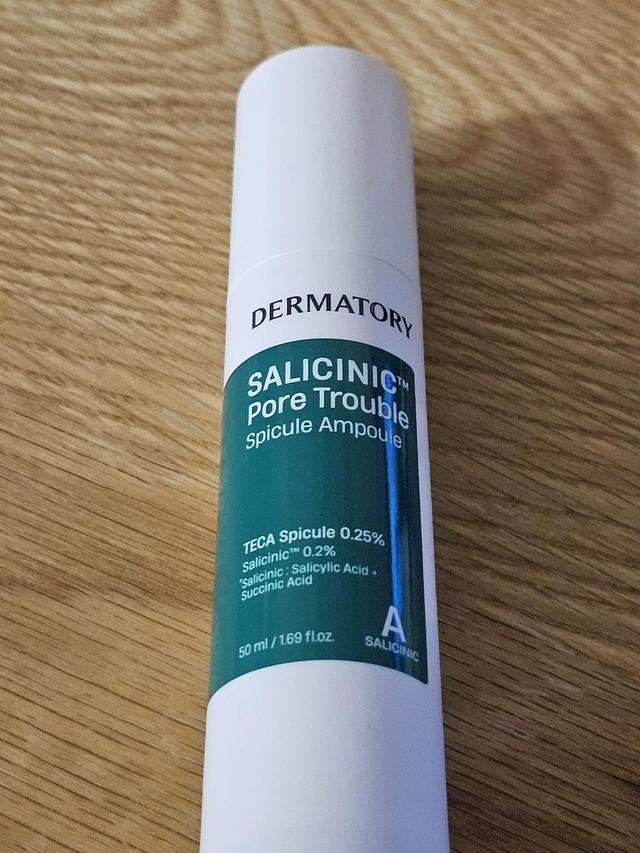 DERMATORY
SALICINIC™
Pore Trouble
Spicule Ampoule
TECA Spicule 0.25%
Salicinic™ 0.2%
*Salicinic : Salicylic Acid +
Succinic Acid
50 ml / 1.69 fl.oz.
A
SALICINIC